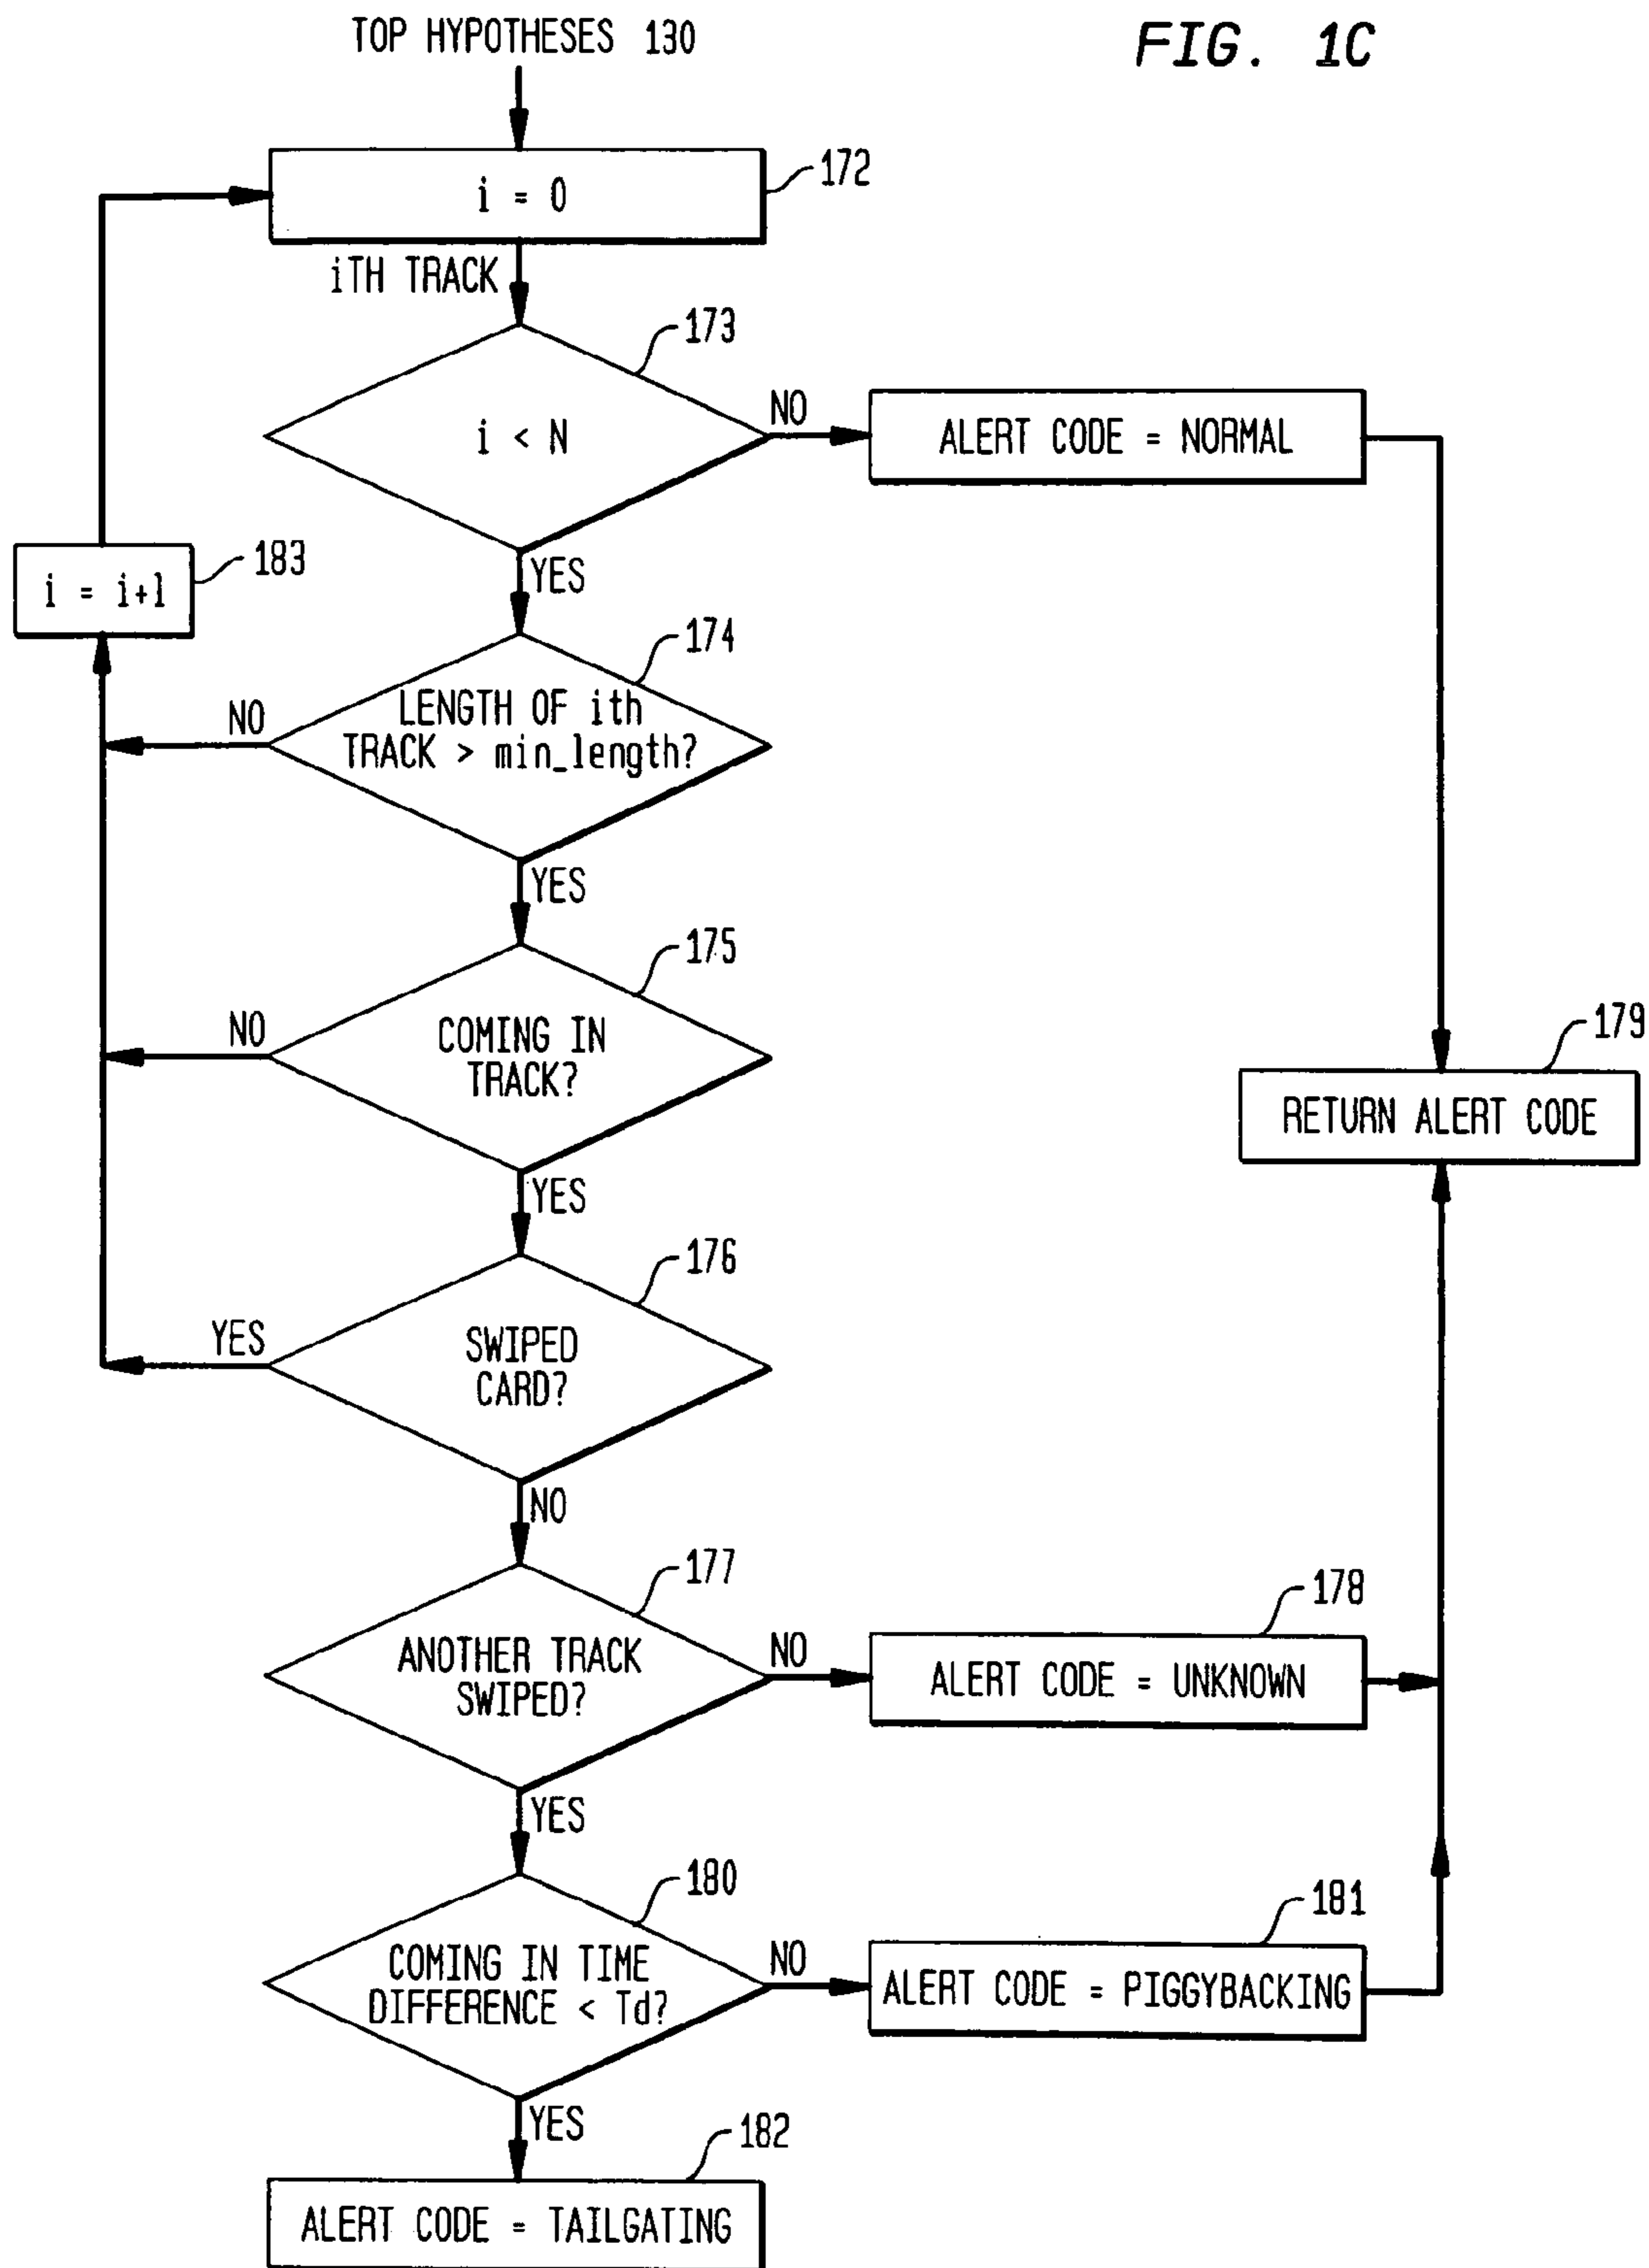 TOP HYPOTHESES 130
FIG. 1C
i = 0
172
iTH TRACK
173
i < N
NO
ALERT CODE = NORMAL
YES
i = i+1
183
174
LENGTH OF ith
TRACK > min_length?
NO
YES
175
COMING IN
TRACK?
NO
179
RETURN ALERT CODE
YES
176
SWIPED
CARD?
YES
NO
177
ANOTHER TRACK
SWIPED?
NO
178
ALERT CODE = UNKNOWN
YES
180
COMING IN TIME
DIFFERENCE < Td?
NO
181
ALERT CODE = PIGGYBACKING
YES
182
ALERT CODE = TAILGATING